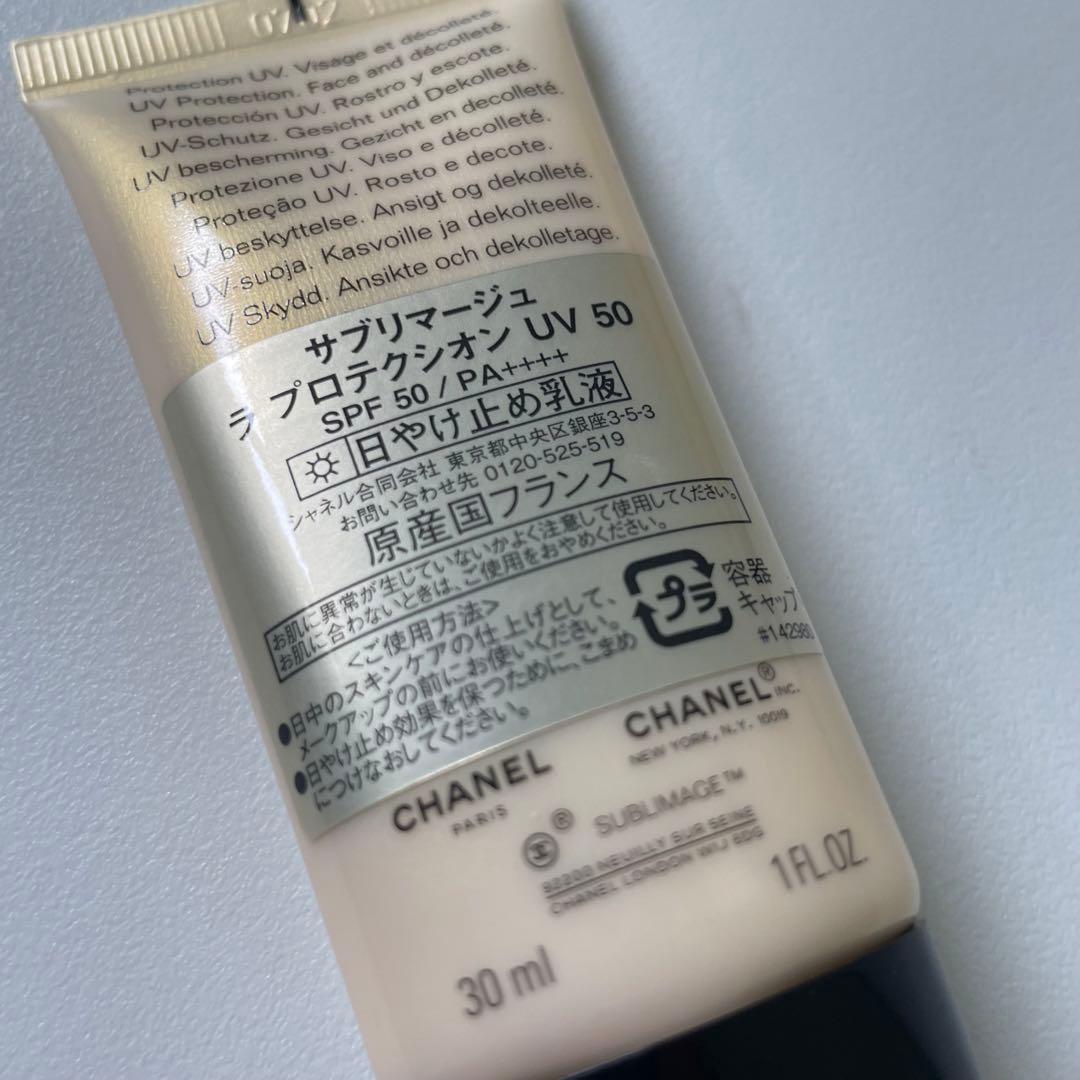 0702
Protection UV. Visage et décolleté.
UV Protection. Face and décolleté.
Protección UV. Rostro y escote.
UV-Schutz. Gesicht und Dekolleté.
UV bescherming. Gezicht en decolleté.
Protezione UV. Viso e décolleté.
Proteção UV. Rosto e decote.
UV beskyttelse. Ansigt og dekolleté.
UV-suoja. Kasvoille ja dekolteelle.
UV Skydd. Ansikte och dekolletage.
サブリマージュ
ラ プロテクシオン UV 50
SPF 50 / PA++++
日やけ止め乳液
シャネル合同会社 東京都中央区銀座3-5-3
お問い合わせ先 0120-525-519
原産国フランス
お肌に異常が生じていないかよく注意して使用してください。
お肌に合わないときは、ご使用をおやめください。
<ご使用方法>
●日中のスキンケアの仕上げとして、
メークアップの前にお使いください。
●日やけ止め効果を保つために、こまめ
につけなおしてください。
プラ
容器
キャップ
#142980
CHANEL
PARIS
CHANEL® INC.
NEW YORK, N.Y. 10019
® SUBLIMAGE™
92200 NEUILLY SUR SEINE
CHANEL LONDON W1J 6DG
30 ml
1 FL.OZ.